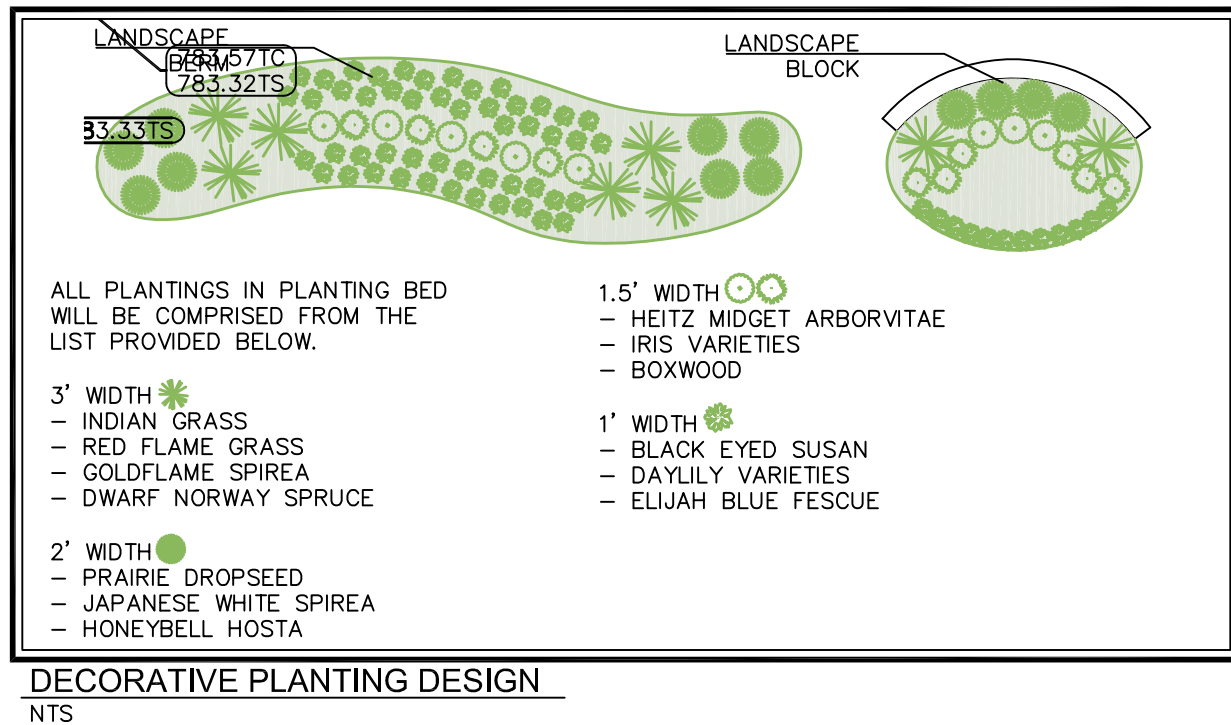 LANDSCAPE
BERM
783.57TC
783.32TS
33.33TS
LANDSCAPE
BLOCK
ALL PLANTINGS IN PLANTING BED
WILL BE COMPRISED FROM THE
LIST PROVIDED BELOW.
3' WIDTH
– INDIAN GRASS
– RED FLAME GRASS
– GOLDFLAME SPIREA
– DWARF NORWAY SPRUCE
2' WIDTH
– PRAIRIE DROPSEED
– JAPANESE WHITE SPIREA
– HONEYBELL HOSTA
1.5' WIDTH
– HEITZ MIDGET ARBORVITAE
– IRIS VARIETIES
– BOXWOOD
1' WIDTH
– BLACK EYED SUSAN
– DAYLILY VARIETIES
– ELIJAH BLUE FESCUE
DECORATIVE PLANTING DESIGN
NTS